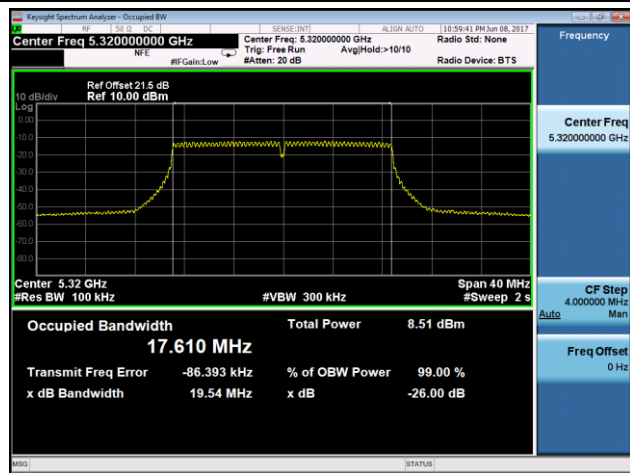 Keysight Spectrum Analyzer - Occupied BW
RF 50 Ω DC SENSE:INT ALIGN AUTO 10:59:41 PM Jun 08, 2017
Center Freq 5.320000000 GHz Center Freq: 5.320000000 GHz Radio Std: None Frequency
NFE Trig: Free Run Avg|Hold:>10/10
#IFGain:Low #Atten: 20 dB Radio Device: BTS
Ref Offset 21.5 dB
10 dB/div Ref 10.00 dBm
Log
0.00
-10.0
-20.0
-30.0
-40.0
-50.0
-60.0
-70.0
-80.0
Center Freq
5.320000000 GHz
Center 5.32 GHz Span 40 MHz
#Res BW 100 kHz #VBW 300 kHz #Sweep 2 s
CF Step
4.000000 MHz
Auto Man
Occupied Bandwidth Total Power 8.51 dBm
17.610 MHz
Transmit Freq Error -86.393 kHz % of OBW Power 99.00 %
x dB Bandwidth 19.54 MHz x dB -26.00 dB
Freq Offset
0 Hz
MSG STATUS